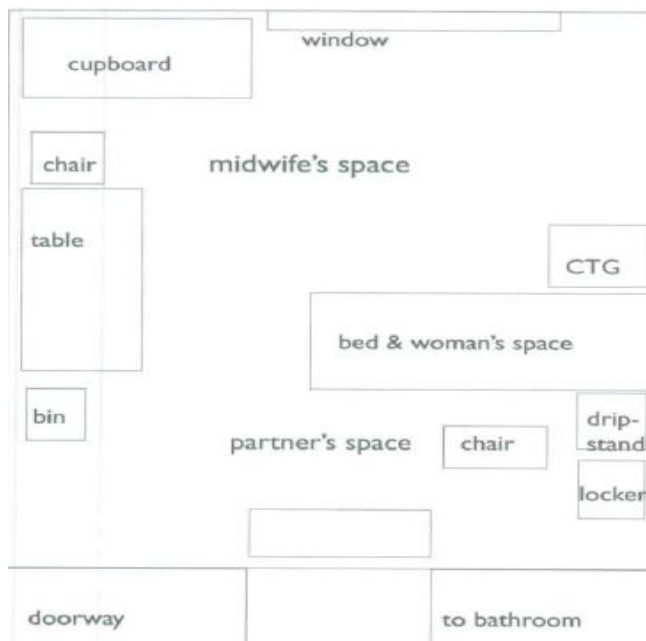 window
cupboard
chair
midwife's space
table
CTG
bed & woman's space
bin
partner's space
chair
drip-
stand
locker
doorway
to bathroom